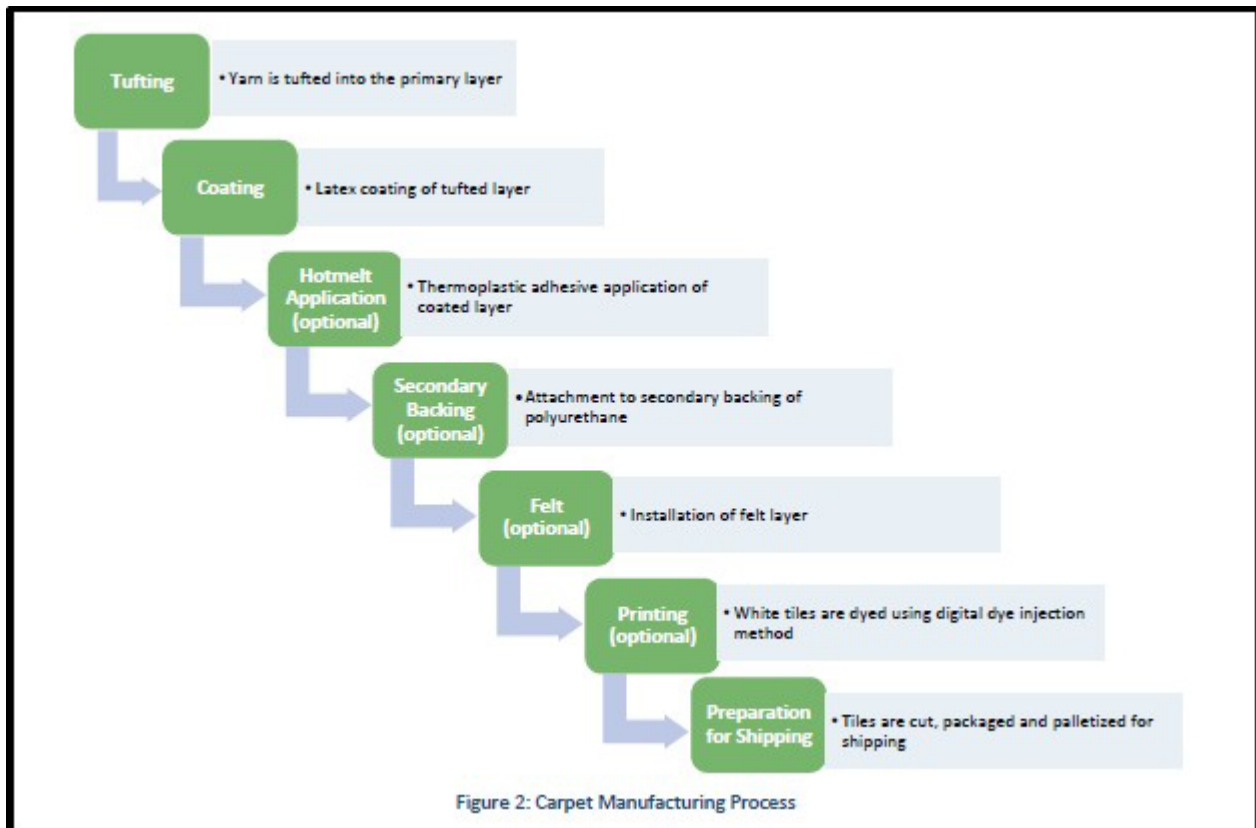 Tufting
• Yarn is tufted into the primary layer
Coating
• Latex coating of tufted layer
Hotmelt
Application
(optional)
• Thermoplastic adhesive application of
coated layer
Secondary
Backing
(optional)
• Attachment to secondary backing of
polyurethane
Felt
(optional)
• Installation of felt layer
Printing
(optional)
• White tiles are dyed using digital dye injection
method
Preparation
for Shipping
• Tiles are cut, packaged and palletized for
shipping
Figure 2: Carpet Manufacturing Process